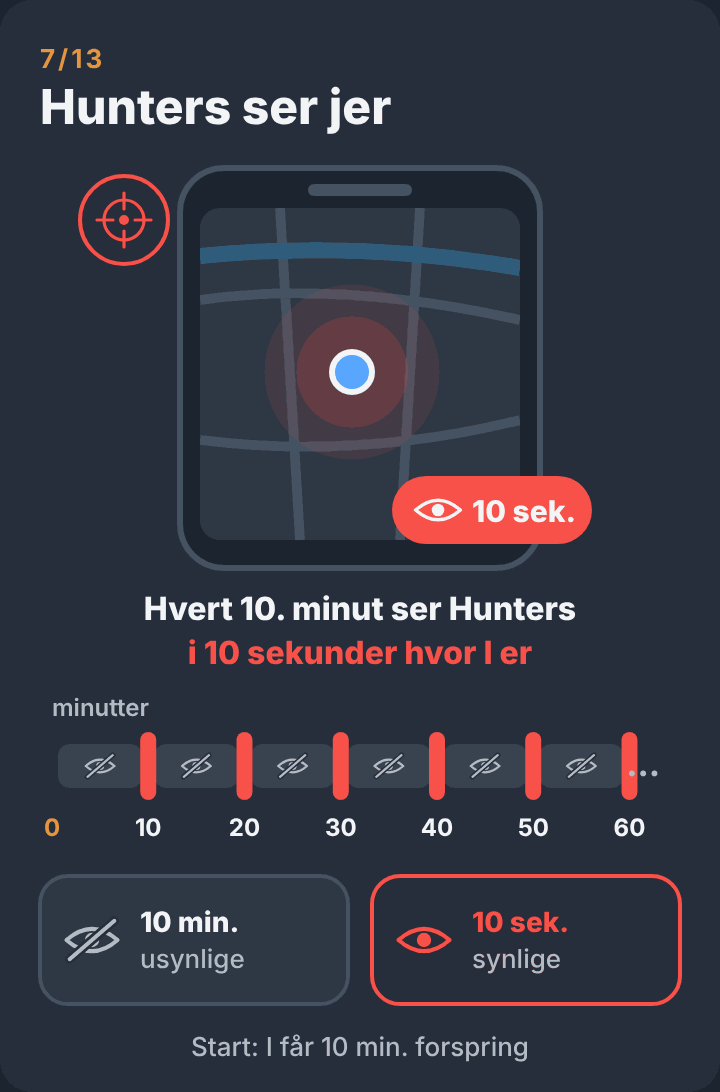 7/13
Hunters ser jer
10 sek.
Hvert 10. minut ser Hunters
i 10 sekunder hvor I er
minutter
...
0 10 20 30 40 50 60
10 min.
usynlige
10 sek.
synlige
Start: I får 10 min. forspring